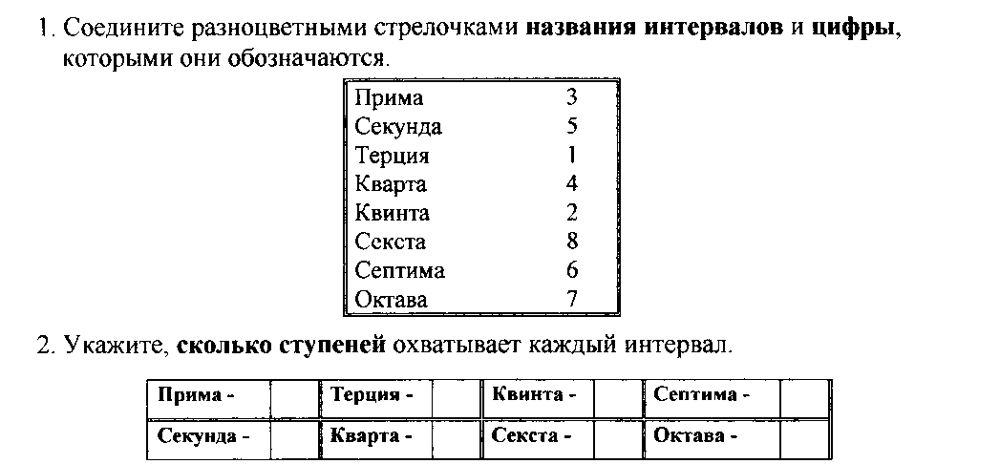 1. Соедините разноцветными стрелочками названия интервалов и цифры,
которыми они обозначаются.
Прима 3
Секунда 5
Терция 1
Кварта 4
Квинта 2
Секста 8
Септима 6
Октава 7
2. Укажите, сколько ступеней охватывает каждый интервал.
Прима - Терция - Квинта - Септима -
Секунда - Кварта - Секста - Октава -